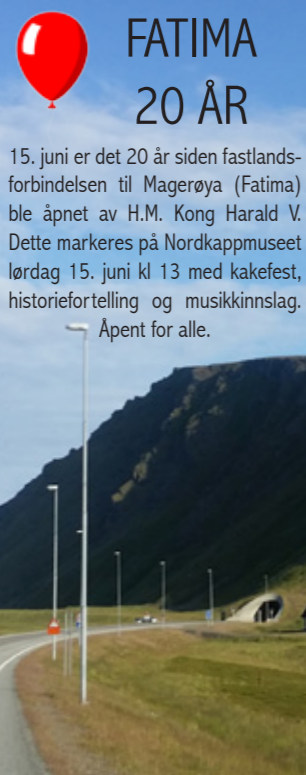 FATIMA
20 ÅR
15. juni er det 20 år siden fastlands-
forbindelsen til Magerøya (Fatima)
ble åpnet av H.M. Kong Harald V.
Dette markeres på Nordkappmuseet
lørdag 15. juni kl 13 med kakefest,
historiefortelling og musikkinnslag.
Åpent for alle.